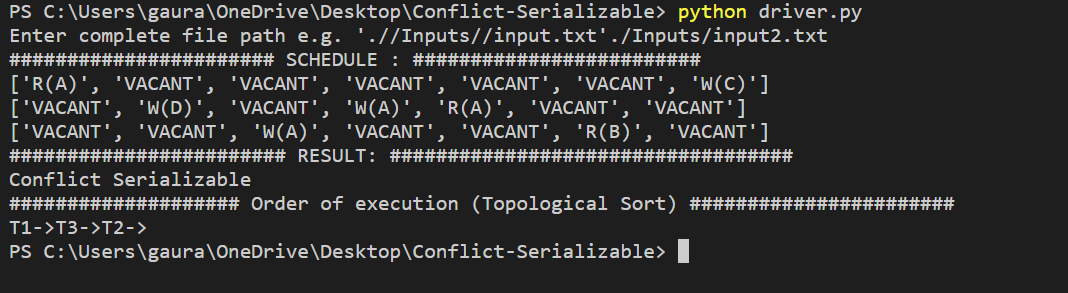 PS C:\Users\gaura\OneDrive\Desktop\Conflict-Serializable> python driver.py
Enter complete file path e.g. './/Inputs//input.txt'./Inputs/input2.txt
####################### SCHEDULE : #########################
['R(A)', 'VACANT', 'VACANT', 'VACANT', 'VACANT', 'VACANT', 'W(C)']
['VACANT', 'W(D)', 'VACANT', 'W(A)', 'R(A)', 'VACANT', 'VACANT']
['VACANT', 'VACANT', 'W(A)', 'VACANT', 'VACANT', 'R(B)', 'VACANT']
######################## RESULT: ###################################
Conflict Serializable
#################### Order of execution (Topological Sort) #######################
T1->T3->T2->
PS C:\Users\gaura\OneDrive\Desktop\Conflict-Serializable>